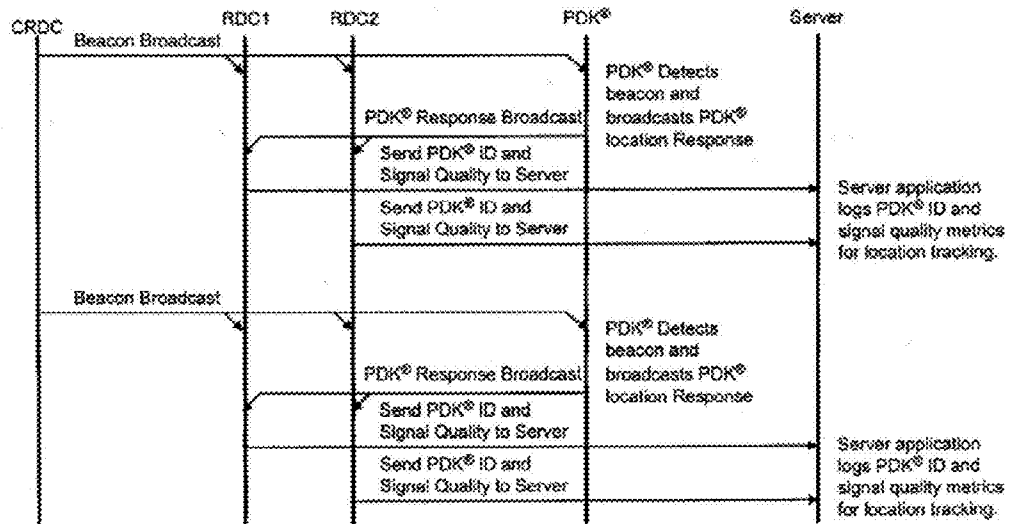 CRDC
RDC1
RDC2
PDK®
Server
Beacon Broadcast
PDK® Detects
beacon and
broadcasts PDK®
location Response
PDK® Response Broadcast
Send PDK® ID and
Signal Quality to Server
Send PDK® ID and
Signal Quality to Server
Server application
logs PDK® ID and
signal quality metrics
for location tracking.
Beacon Broadcast
PDK® Detects
beacon and
broadcasts PDK®
location Response
PDK® Response Broadcast
Send PDK® ID and
Signal Quality to Server
Send PDK® ID and
Signal Quality to Server
Server application
logs PDK® ID and
signal quality metrics
for location tracking.